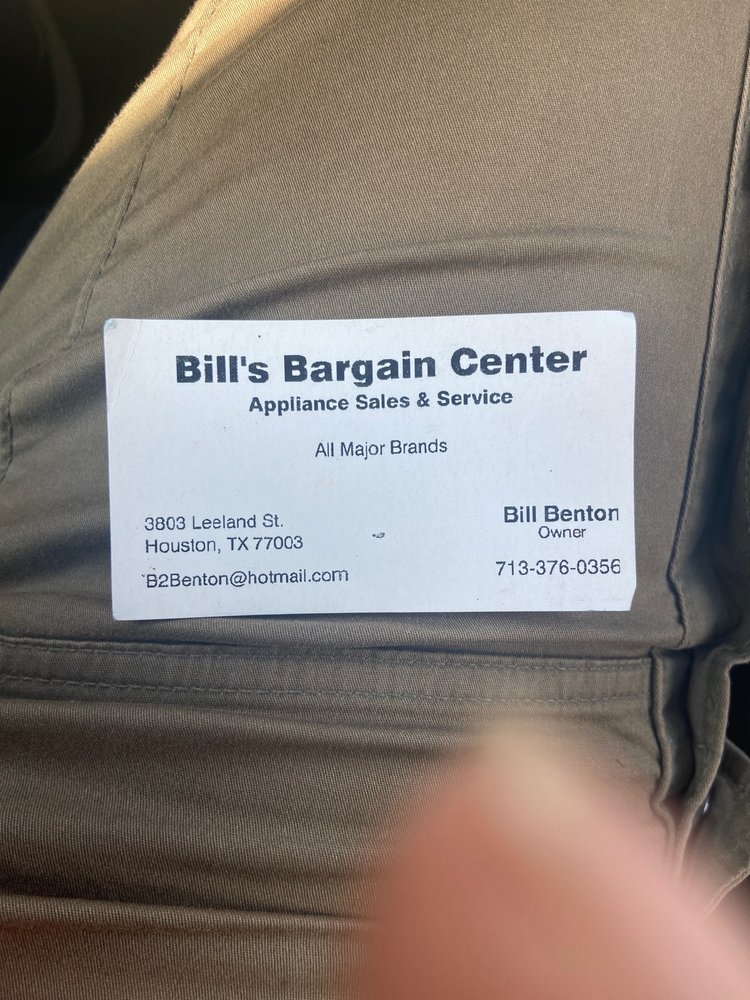 Bill's Bargain Center
Appliance Sales & Service
All Major Brands
3803 Leeland St.
Houston, TX 77003
B2Benton@hotmail.com
Bill Benton
Owner
713-376-0356